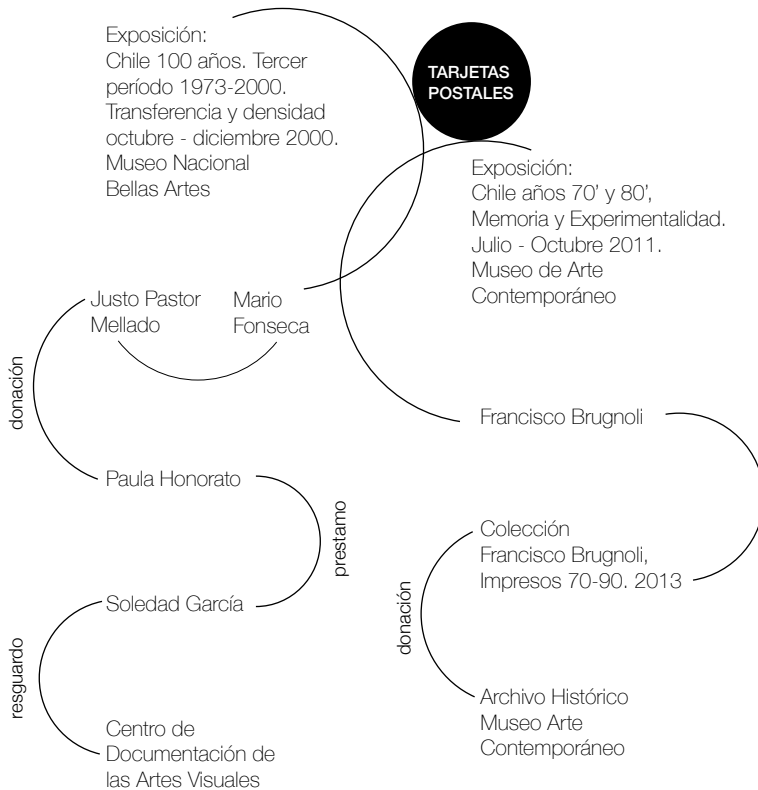 Exposición:
Chile 100 años. Tercer
período 1973-2000.
Transferencia y densidad
octubre - diciembre 2000.
Museo Nacional
Bellas Artes
TARJETAS
POSTALES
Exposición:
Chile años 70’ y 80’,
Memoria y Experimentalidad.
Julio - Octubre 2011.
Museo de Arte
Contemporáneo
Justo Pastor
Mellado
Mario
Fonseca
donación
Francisco Brugnoli
Paula Honorato
prestamo
Colección
Francisco Brugnoli,
Impresos 70-90. 2013
Soledad García
donación
resguardo
Archivo Histórico
Museo Arte
Contemporáneo
Centro de
Documentación de
las Artes Visuales